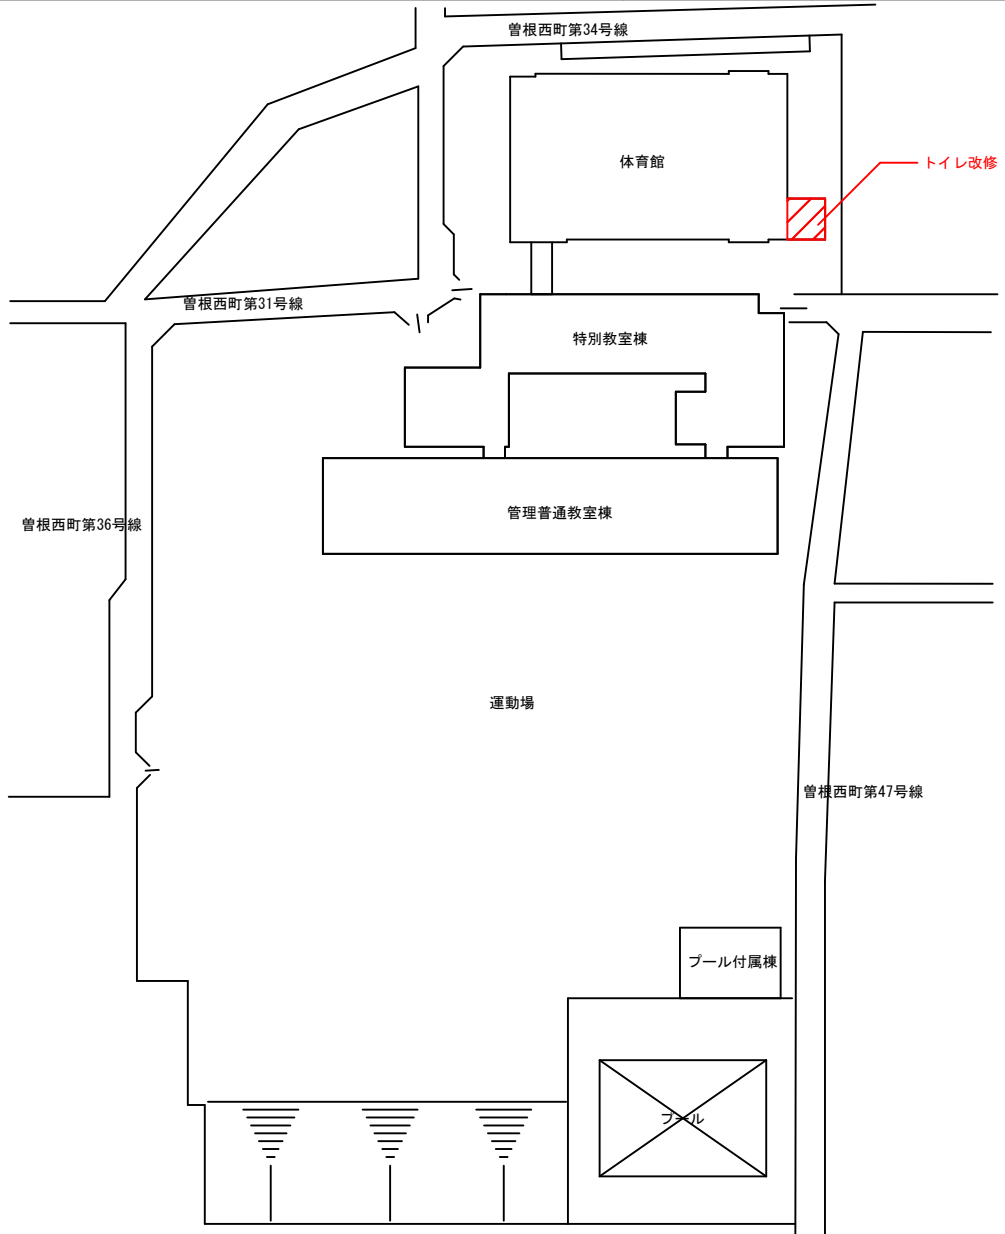 曽根西町第34号線
体育館
トイレ改修
曽根西町第31号線
特別教室棟
管理普通教室棟
曽根西町第36号線
運動場
曽根西町第47号線
プール付属棟
プール